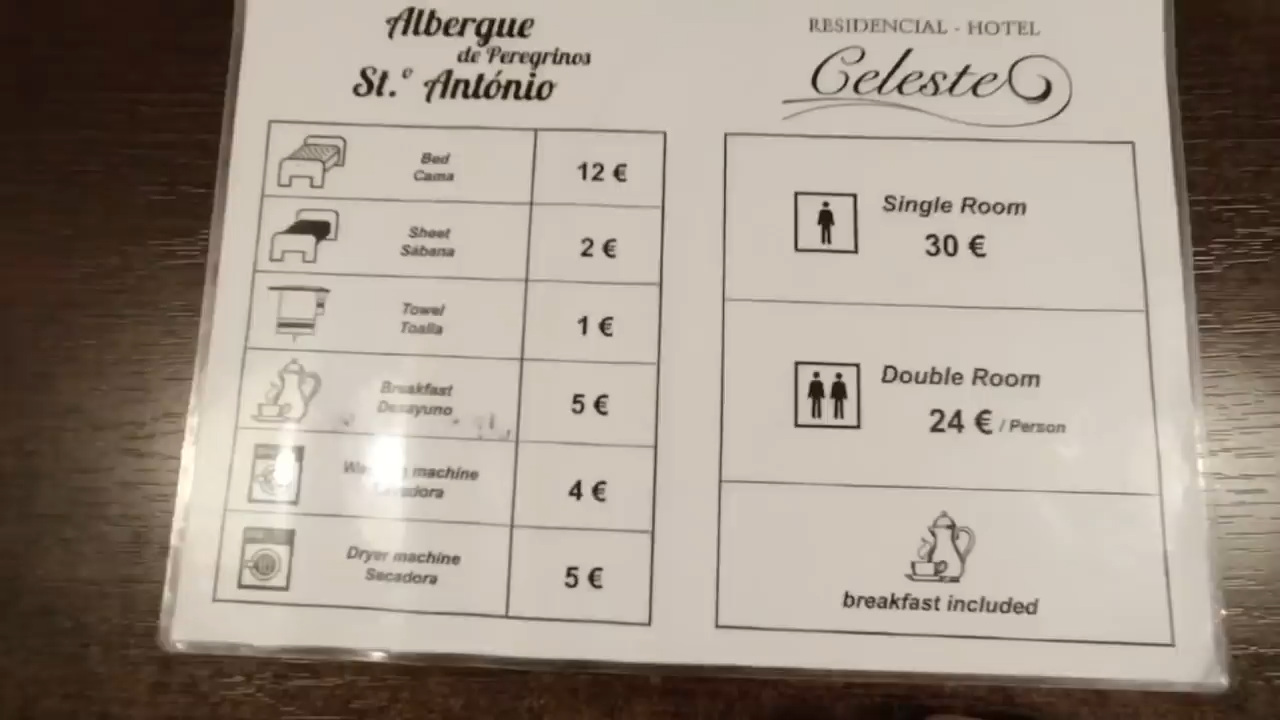 Albergue
de Peregrinos
St.º António
Bed
Cama
12 €
Sheet
Sábana
2 €
Towel
Toalla
1 €
Breakfast
Desayuno
5 €
machine
4 €
Dryer machine
Secadora
5 €
RESIDENCIAL - HOTEL
Celeste
Single Room
30 €
Double Room
24 € / Person
breakfast included